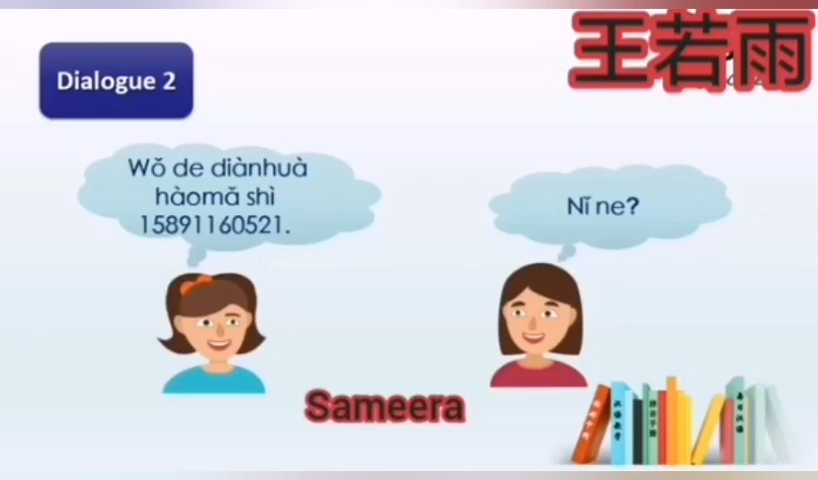 王若雨
Dialogue 2
Wǒ de diànhuà
hàomǎ shì
15891160521.
Nǐ ne?
Sameera